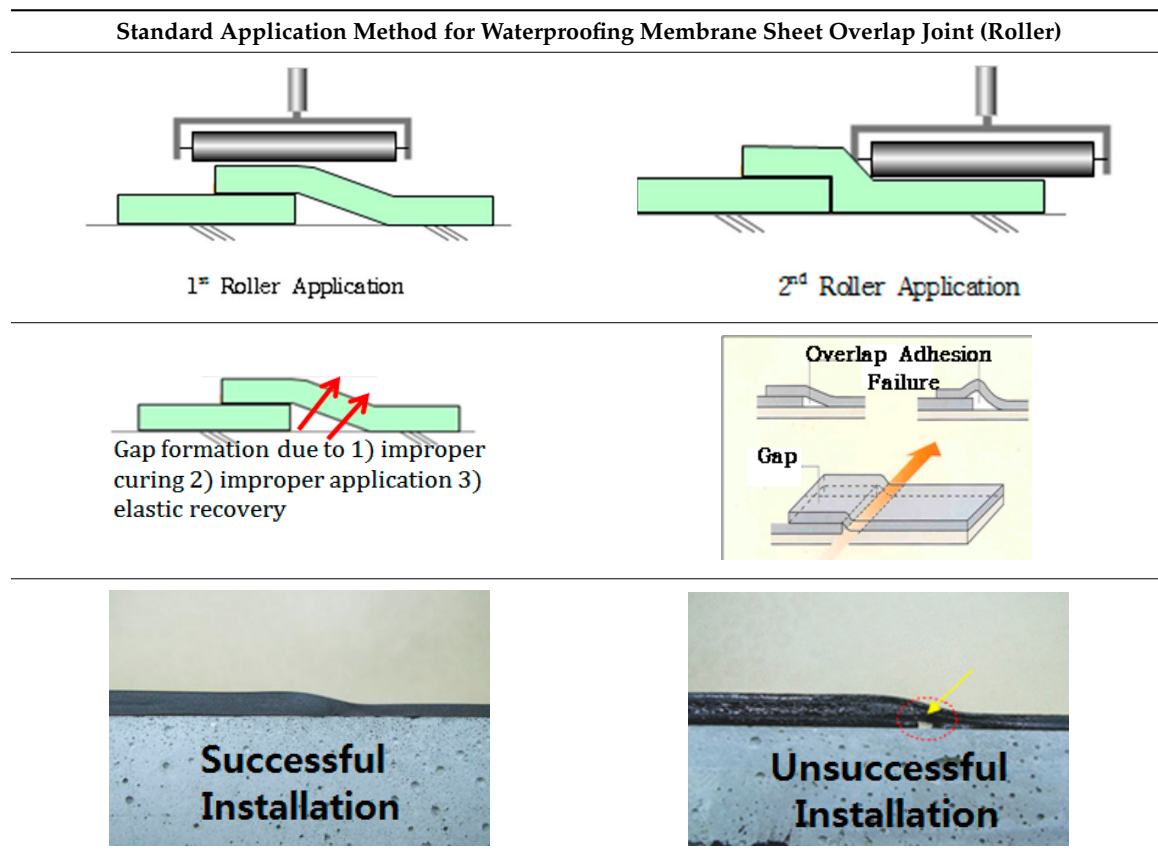 Standard Application Method for Waterproofing Membrane Sheet Overlap Joint (Roller)
1st Roller Application
2nd Roller Application
Gap formation due to 1) improper
curing 2) improper application 3)
elastic recovery
Overlap Adhesion
Failure
Gap
Successful
Installation
Unsuccessful
Installation